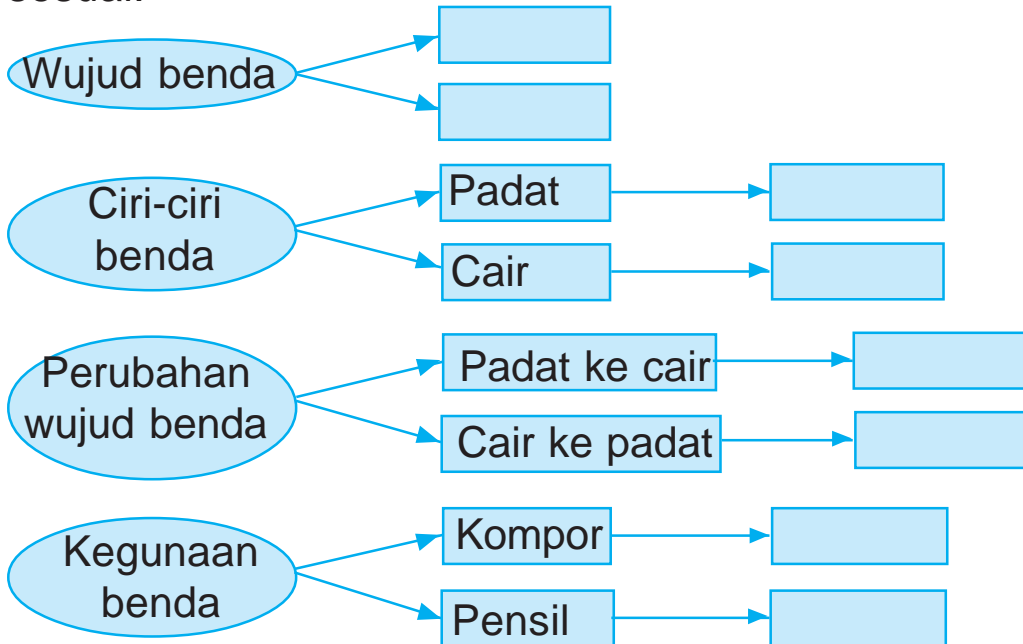 Wujud benda
Ciri-ciri
benda
Padat
Cair
Perubahan
wujud benda
Padat ke cair
Cair ke padat
Kegunaan
benda
Kompor
Pensil